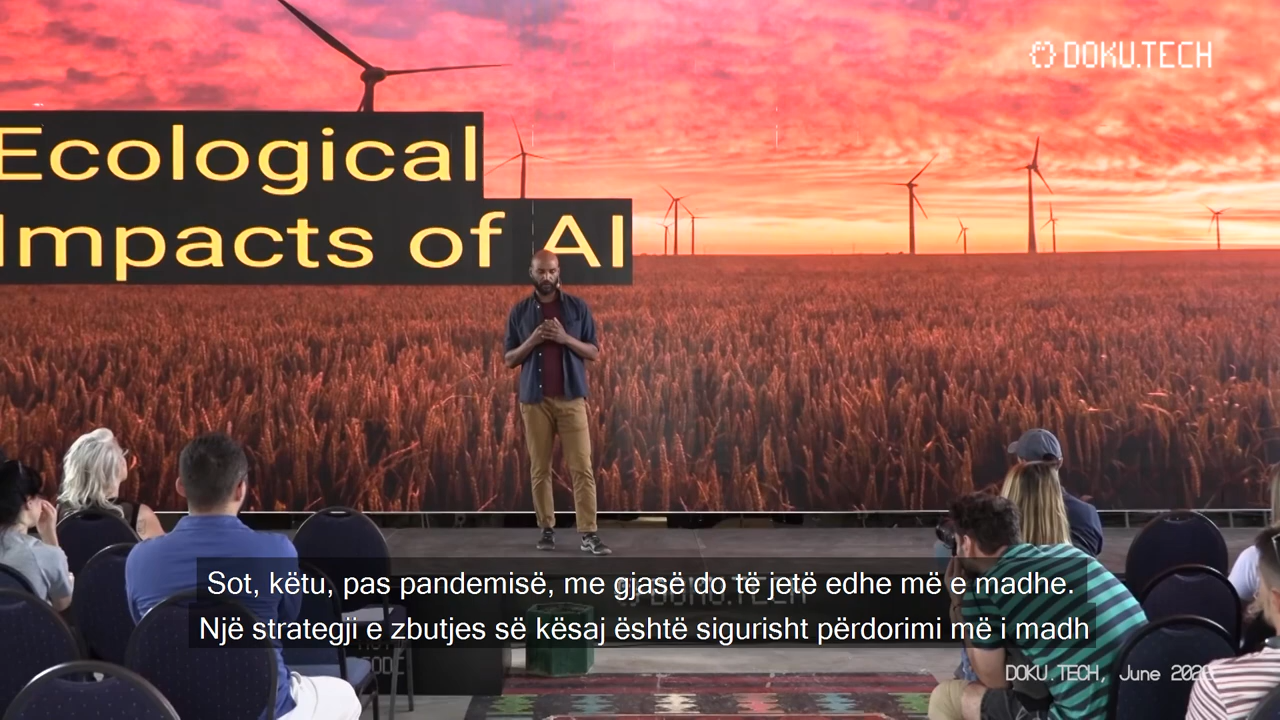 DOKU.TECH
Ecological
Impacts of AI
Sot, këtu, pas pandemisë, me gjasë do të jetë edhe më e madhe.
Një strategji e zbutjes së kësaj është sigurisht përdorimi më i madh
DOKU.TECH, June